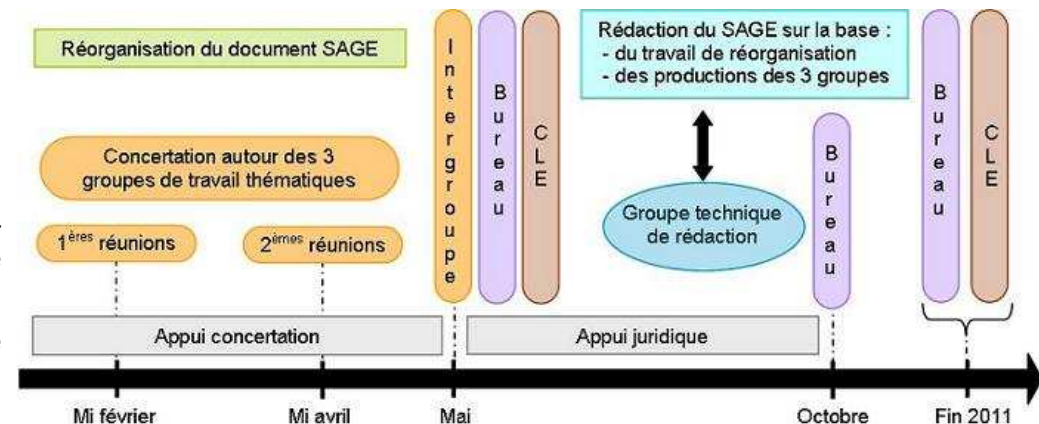 Réorganisation du document SAGE
Concertation autour des 3
groupes de travail thématiques
1ères réunions
2èmes réunions
Intergroupe
Bureau
CLE
Rédaction du SAGE sur la base :
- du travail de réorganisation
- des productions des 3 groupes
Groupe technique
de rédaction
Bureau
Bureau
CLE
Appui concertation
Appui juridique
Mi février
Mi avril
Mai
Octobre
Fin 2011